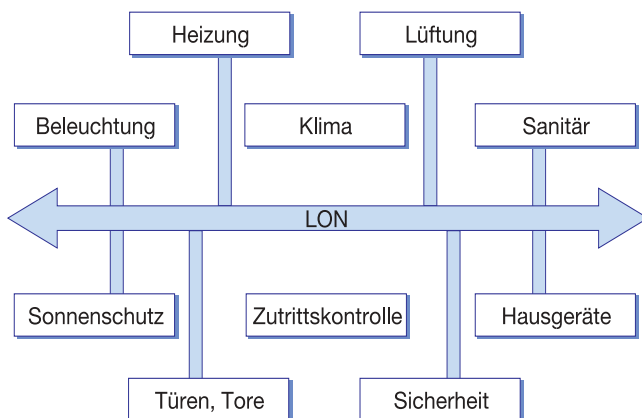 Heizung
Lüftung
Beleuchtung
Klima
Sanitär
LON
Sonnenschutz
Zutrittskontrolle
Hausgeräte
Türen, Tore
Sicherheit